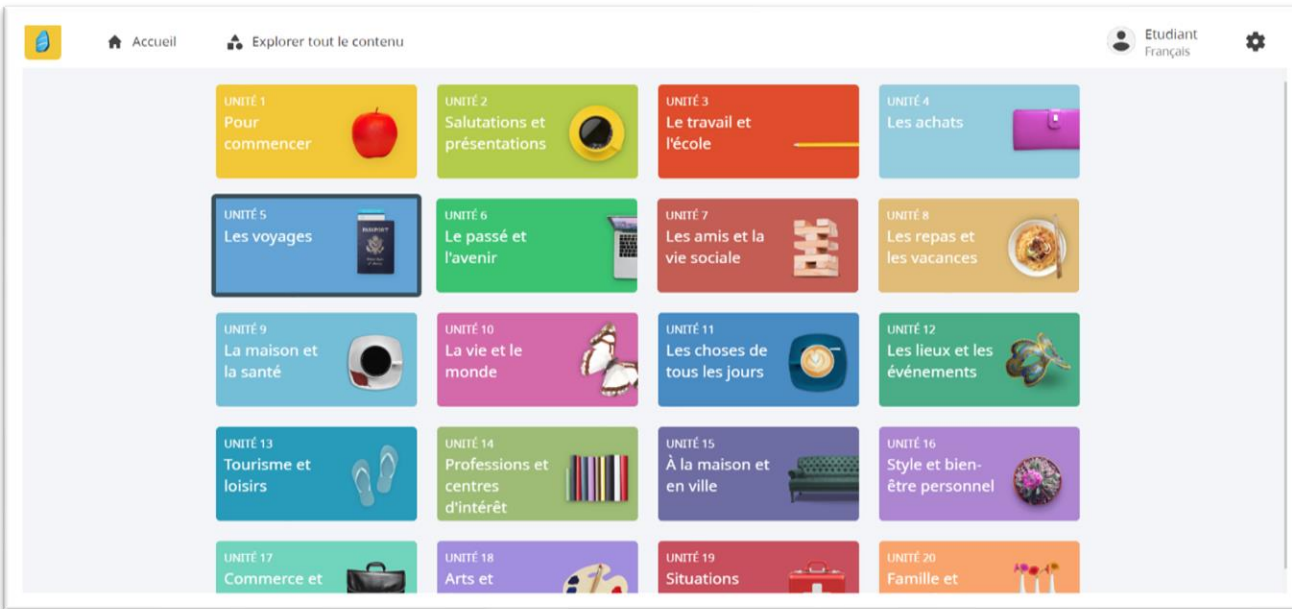 Accueil
Explorer tout le contenu
Etudiant
Français
UNITÉ 1
Pour
commencer
UNITÉ 2
Salutations et
présentations
UNITÉ 3
Le travail et
l'école
UNITÉ 4
Les achats
UNITÉ 5
Les voyages
PASSPORT
UNITÉ 6
Le passé et
l'avenir
UNITÉ 7
Les amis et la
vie sociale
UNITÉ 8
Les repas et
les vacances
UNITÉ 9
La maison et
la santé
UNITÉ 10
La vie et le
monde
UNITÉ 11
Les choses de
tous les jours
UNITÉ 12
Les lieux et les
événements
UNITÉ 13
Tourisme et
loisirs
UNITÉ 14
Professions et
centres
d'intérêt
UNITÉ 15
À la maison et
en ville
UNITÉ 16
Style et bien-
être personnel
UNITÉ 17
Commerce et
UNITÉ 18
Arts et
UNITÉ 19
Situations
UNITÉ 20
Famille et